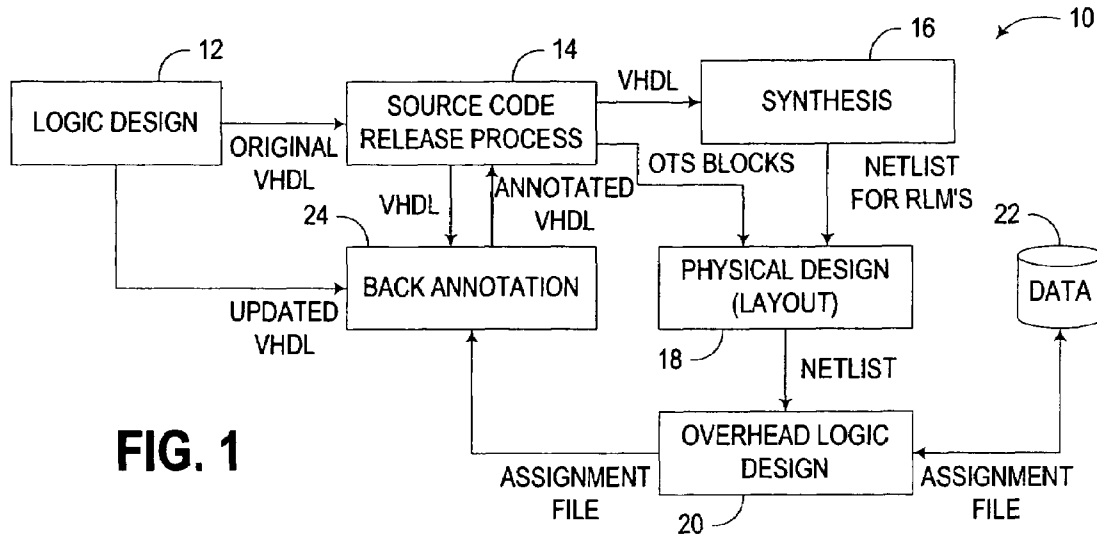 10
12
14
16
LOGIC DESIGN
ORIGINAL
VHDL
SOURCE CODE
RELEASE PROCESS
VHDL
SYNTHESIS
OTS BLOCKS
NETLIST
FOR RLM'S
VHDL
ANNOTATED
VHDL
24
22
BACK ANNOTATION
UPDATED
VHDL
PHYSICAL DESIGN
(LAYOUT)
18
DATA
NETLIST
FIG. 1
OVERHEAD LOGIC
DESIGN
ASSIGNMENT
FILE
20
ASSIGNMENT
FILE